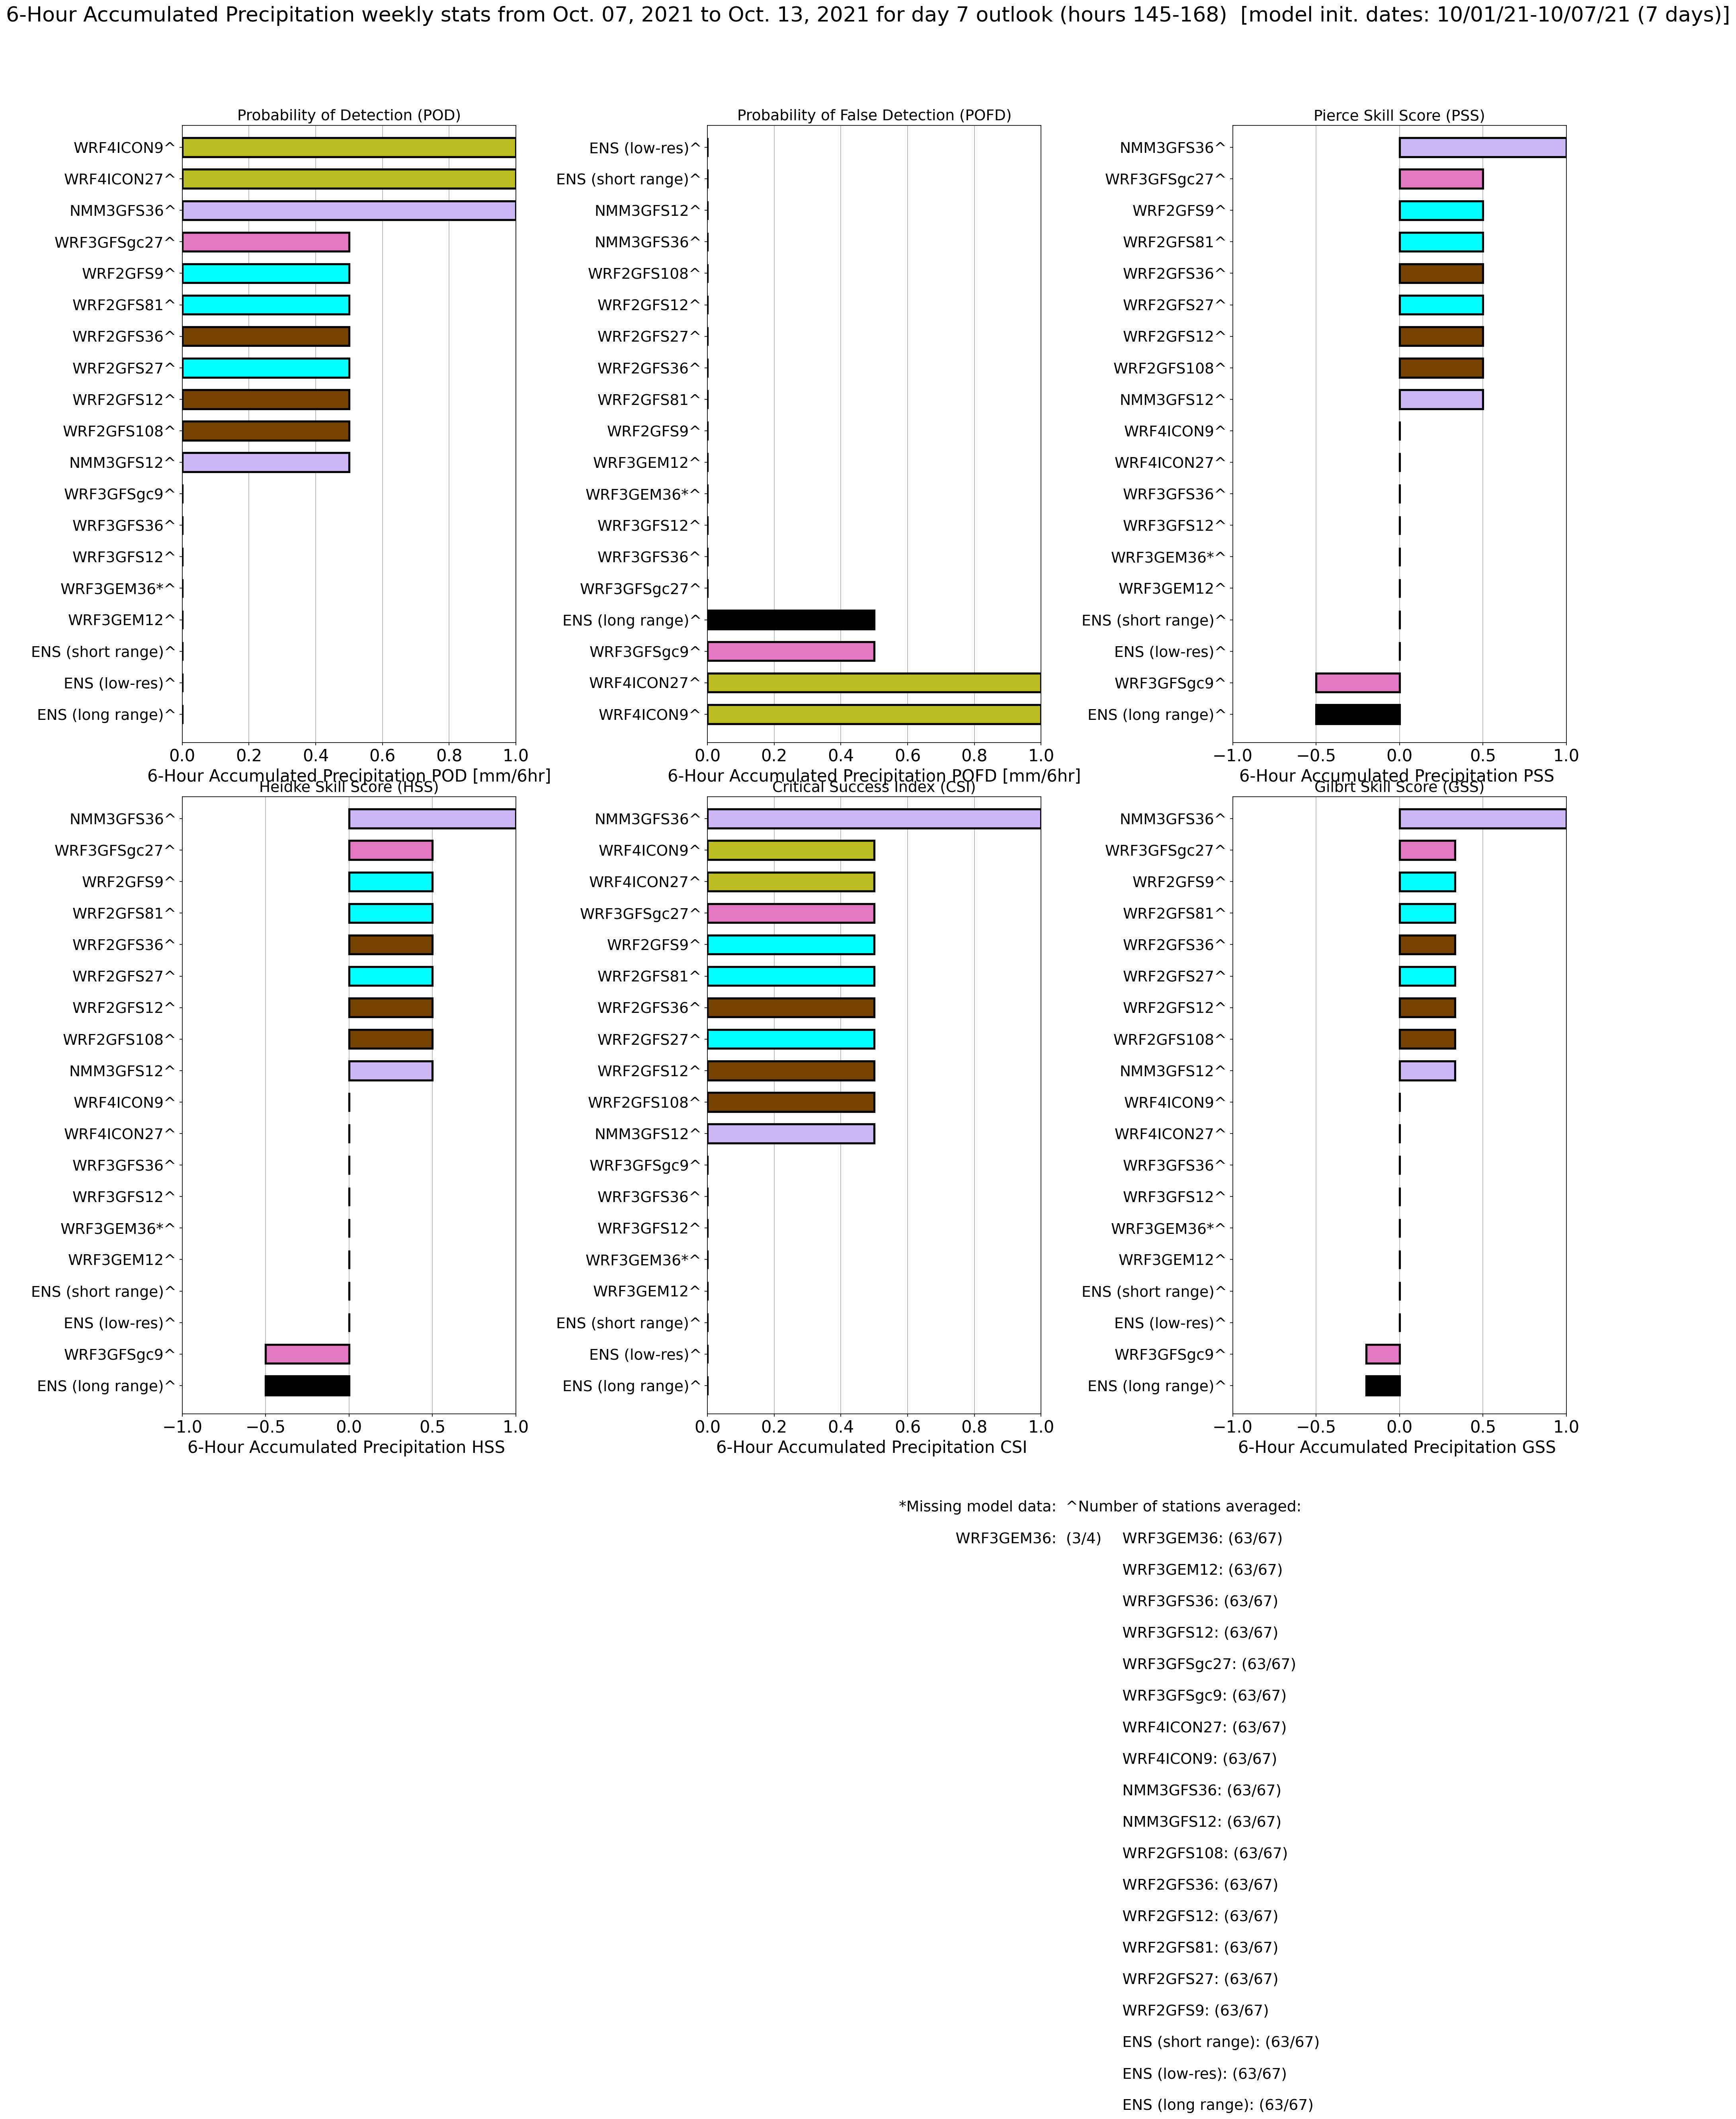 6-Hour Accumulated Precipitation weekly stats from Oct. 07, 2021 to Oct. 13, 2021 for day 7 outlook (hours 145-168)  [model init. dates: 10/01/21-10/07/21 (7 days)]
Probability of Detection (POD)
WRF4ICON9^
WRF4ICON27^
NMM3GFS36^
WRF3GFSgc27^
WRF2GFS9^
WRF2GFS81^
WRF2GFS36^
WRF2GFS27^
WRF2GFS12^
WRF2GFS108^
NMM3GFS12^
WRF3GFSgc9^
WRF3GFS36^
WRF3GFS12^
WRF3GEM36*^
WRF3GEM12^
ENS (short range)^
ENS (low-res)^
ENS (long range)^
0.0 0.2 0.4 0.6 0.8 1.0
6-Hour Accumulated Precipitation POD [mm/6hr]
Probability of False Detection (POFD)
ENS (low-res)^
ENS (short range)^
NMM3GFS12^
NMM3GFS36^
WRF2GFS108^
WRF2GFS12^
WRF2GFS27^
WRF2GFS36^
WRF2GFS81^
WRF2GFS9^
WRF3GEM12^
WRF3GEM36*^
WRF3GFS12^
WRF3GFS36^
WRF3GFSgc27^
ENS (long range)^
WRF3GFSgc9^
WRF4ICON27^
WRF4ICON9^
0.0 0.2 0.4 0.6 0.8 1.0
6-Hour Accumulated Precipitation POFD [mm/6hr]
Pierce Skill Score (PSS)
NMM3GFS36^
WRF3GFSgc27^
WRF2GFS9^
WRF2GFS81^
WRF2GFS36^
WRF2GFS27^
WRF2GFS12^
WRF2GFS108^
NMM3GFS12^
WRF4ICON9^
WRF4ICON27^
WRF3GFS36^
WRF3GFS12^
WRF3GEM36*^
WRF3GEM12^
ENS (short range)^
ENS (low-res)^
WRF3GFSgc9^
ENS (long range)^
−1.0 −0.5 0.0 0.5 1.0
6-Hour Accumulated Precipitation PSS
Heidke Skill Score (HSS)
NMM3GFS36^
WRF3GFSgc27^
WRF2GFS9^
WRF2GFS81^
WRF2GFS36^
WRF2GFS27^
WRF2GFS12^
WRF2GFS108^
NMM3GFS12^
WRF4ICON9^
WRF4ICON27^
WRF3GFS36^
WRF3GFS12^
WRF3GEM36*^
WRF3GEM12^
ENS (short range)^
ENS (low-res)^
WRF3GFSgc9^
ENS (long range)^
−1.0 −0.5 0.0 0.5 1.0
6-Hour Accumulated Precipitation HSS
Critical Success Index (CSI)
NMM3GFS36^
WRF4ICON9^
WRF4ICON27^
WRF3GFSgc27^
WRF2GFS9^
WRF2GFS81^
WRF2GFS36^
WRF2GFS27^
WRF2GFS12^
WRF2GFS108^
NMM3GFS12^
WRF3GFSgc9^
WRF3GFS36^
WRF3GFS12^
WRF3GEM36*^
WRF3GEM12^
ENS (short range)^
ENS (low-res)^
ENS (long range)^
0.0 0.2 0.4 0.6 0.8 1.0
6-Hour Accumulated Precipitation CSI
Gilbrt Skill Score (GSS)
NMM3GFS36^
WRF3GFSgc27^
WRF2GFS9^
WRF2GFS81^
WRF2GFS36^
WRF2GFS27^
WRF2GFS12^
WRF2GFS108^
NMM3GFS12^
WRF4ICON9^
WRF4ICON27^
WRF3GFS36^
WRF3GFS12^
WRF3GEM36*^
WRF3GEM12^
ENS (short range)^
ENS (low-res)^
WRF3GFSgc9^
ENS (long range)^
−1.0 −0.5 0.0 0.5 1.0
6-Hour Accumulated Precipitation GSS
*Missing model data:  ^Number of stations averaged:
WRF3GEM36:  (3/4)  WRF3GEM36: (63/67)
WRF3GEM12: (63/67)
WRF3GFS36: (63/67)
WRF3GFS12: (63/67)
WRF3GFSgc27: (63/67)
WRF3GFSgc9: (63/67)
WRF4ICON27: (63/67)
WRF4ICON9: (63/67)
NMM3GFS36: (63/67)
NMM3GFS12: (63/67)
WRF2GFS108: (63/67)
WRF2GFS36: (63/67)
WRF2GFS12: (63/67)
WRF2GFS81: (63/67)
WRF2GFS27: (63/67)
WRF2GFS9: (63/67)
ENS (short range): (63/67)
ENS (low-res): (63/67)
ENS (long range): (63/67)